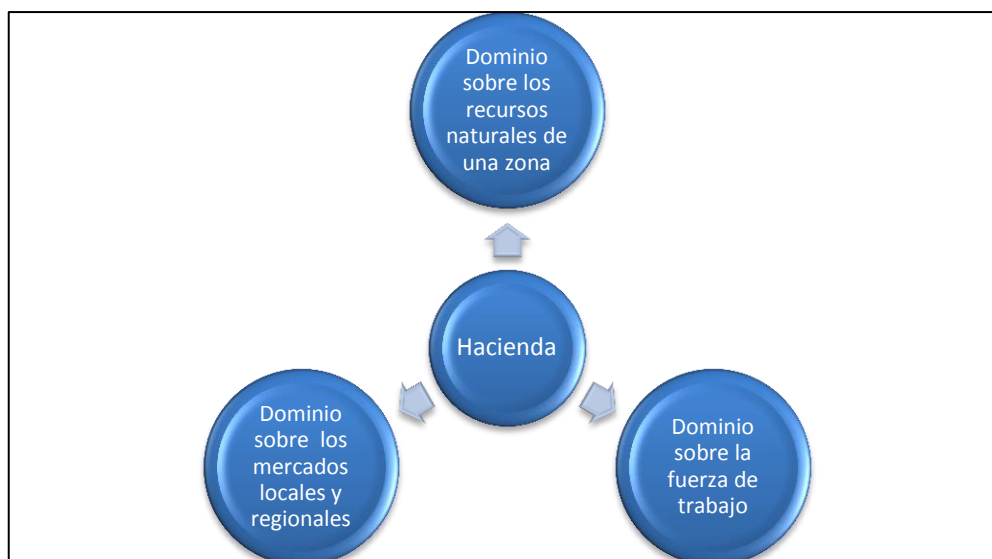 Dominio
sobre los
recursos
naturales de
una zona
Hacienda
Dominio
sobre los
mercados
locales y
regionales
Dominio
sobre la
fuerza de
trabajo